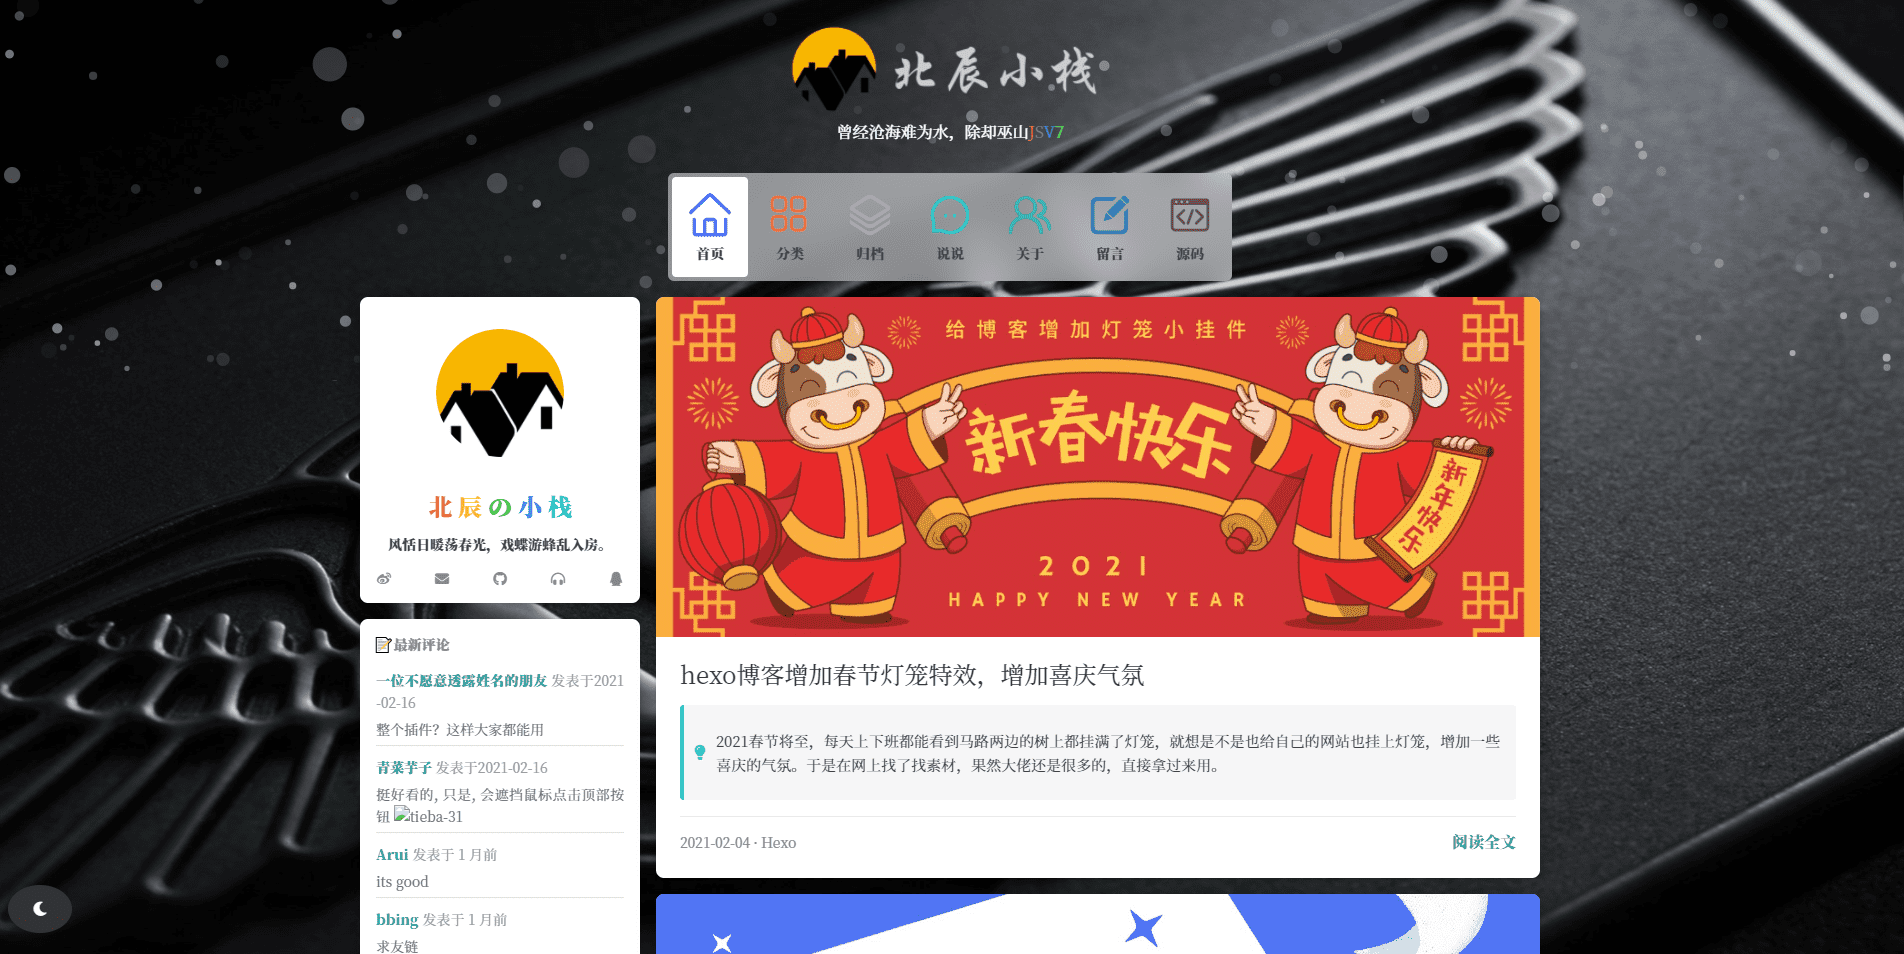 北辰小栈
曾经沧海难为水，除却巫山JSV7
首页
分类
归档
说说
关于
留言
源码
北辰の小栈
风恬日暖荡春光，戏蝶游蜂乱入房。
最新评论
一位不愿意透露姓名的朋友 发表于2021
-02-16
整个插件？这样大家都能用
青菜芋子 发表于2021-02-16
挺好看的, 只是, 会遮挡鼠标点击顶部按
钮 tieba-31
Arui 发表于 1 月前
its good
bbing 发表于 1 月前
求友链
给博客增加灯笼小挂件
新春快乐
新年快乐
2021
HAPPY NEW YEAR
hexo博客增加春节灯笼特效，增加喜庆气氛
2021春节将至，每天上下班都能看到马路两边的树上都挂满了灯笼，就想是不是也给自己的网站也挂上灯笼，增加一些
喜庆的气氛。于是在网上找了找素材，果然大佬还是很多的，直接拿过来用。
2021-02-04 · Hexo
阅读全文